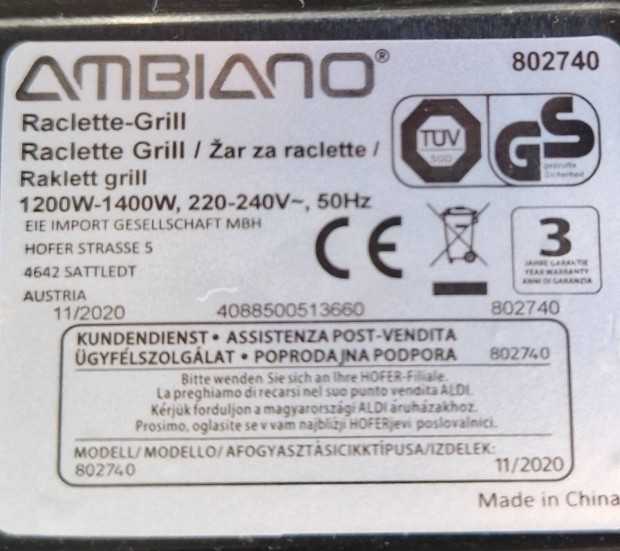 AMBIANO® 802740
Raclette-Grill
Raclette Grill / Žar za raclette /
Raklett grill
1200W-1400W, 220-240V~, 50Hz
TÜV
SÜD
GS
geprüfte
Sicherheit
EIE IMPORT GESELLSCHAFT MBH
HOFER STRASSE 5
4642 SATTLEDT
AUSTRIA
CE
3
JAHRE GARANTIE
YEAR WARRANTY
ANNI DI GARANZIA
11/2020 4088500513660 802740
KUNDENDIENST • ASSISTENZA POST-VENDITA
ÜGYFÉLSZOLGÁLAT • POPRODAJNA PODPORA 802740
Bitte wenden Sie sich an Ihre HOFER-Filiale.
La preghiamo di recarsi nel suo punto vendita ALDI.
Kérjük forduljon a magyarországi ALDI áruházakhoz.
Prosimo, oglasite se v vam najbližji HOFERjevi poslovalnici.
MODELL/MODELLO/AFOGYASZTÁSICIKKTÍPUSA/IZDELEK:
802740 11/2020
Made in China